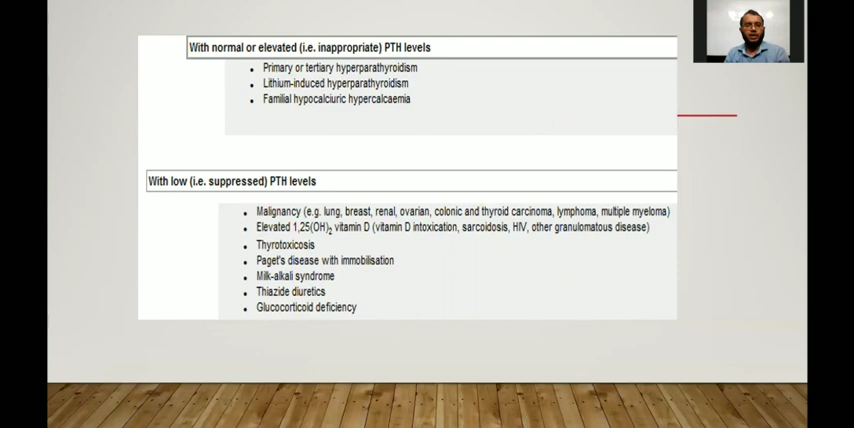 With normal or elevated (i.e. inappropriate) PTH levels
• Primary or tertiary hyperparathyroidism
• Lithium-induced hyperparathyroidism
• Familial hypocalciuric hypercalcaemia
With low (i.e. suppressed) PTH levels
• Malignancy (e.g. lung, breast, renal, ovarian, colonic and thyroid carcinoma, lymphoma, multiple myeloma)
• Elevated 1,25(OH)₂ vitamin D (vitamin D intoxication, sarcoidosis, HIV, other granulomatous disease)
• Thyrotoxicosis
• Paget's disease with immobilisation
• Milk-alkali syndrome
• Thiazide diuretics
• Glucocorticoid deficiency